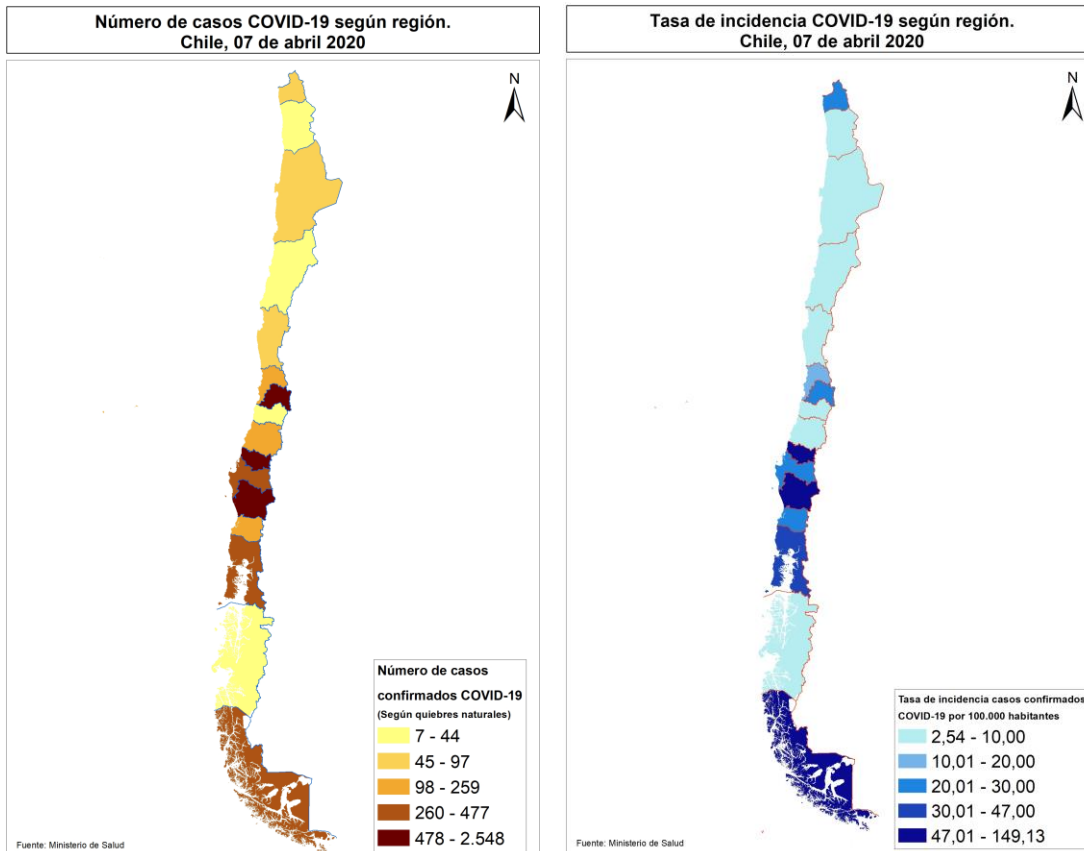 Número de casos COVID-19 según región.
Chile, 07 de abril 2020
N
Número de casos
confirmados COVID-19
(Según quiebres naturales)
7 - 44
45 - 97
98 - 259
260 - 477
478 - 2.548
Fuente: Ministerio de Salud
Tasa de incidencia COVID-19 según región.
Chile, 07 de abril 2020
N
Tasa de incidencia casos confirmados
COVID-19 por 100.000 habitantes
2,54 - 10,00
10,01 - 20,00
20,01 - 30,00
30,01 - 47,00
47,01 - 149,13
Fuente: Ministerio de Salud